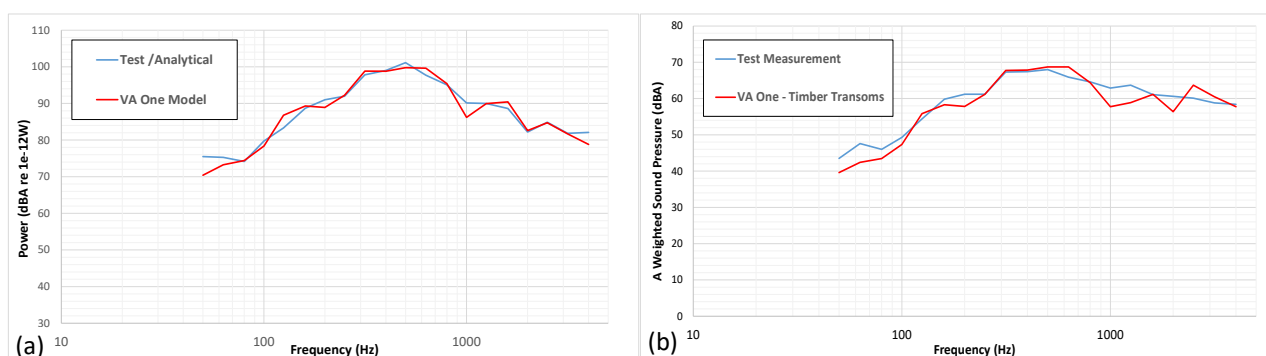 110
100
90
80
70
60
50
40
30
10
100
1000
Power (dBA re 1e-12W)
Frequency (Hz)
Test /Analytical
VA One Model
(a)
80
70
60
50
40
30
20
10
0
10
100
1000
A Weighted Sound Pressure (dBA)
Frequency (Hz)
Test Measurement
VA One - Timber Transoms
(b)